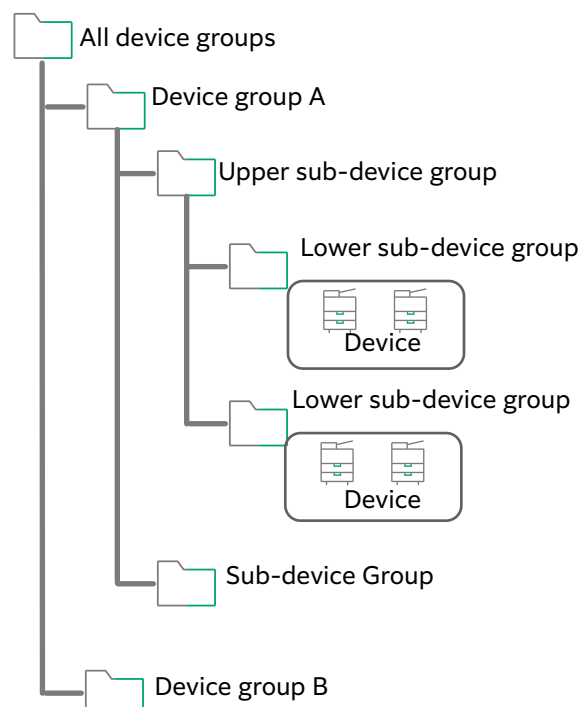 All device groups
Device group A
Upper sub-device group
Lower sub-device group
Device
Lower sub-device group
Device
Sub-device Group
Device group B